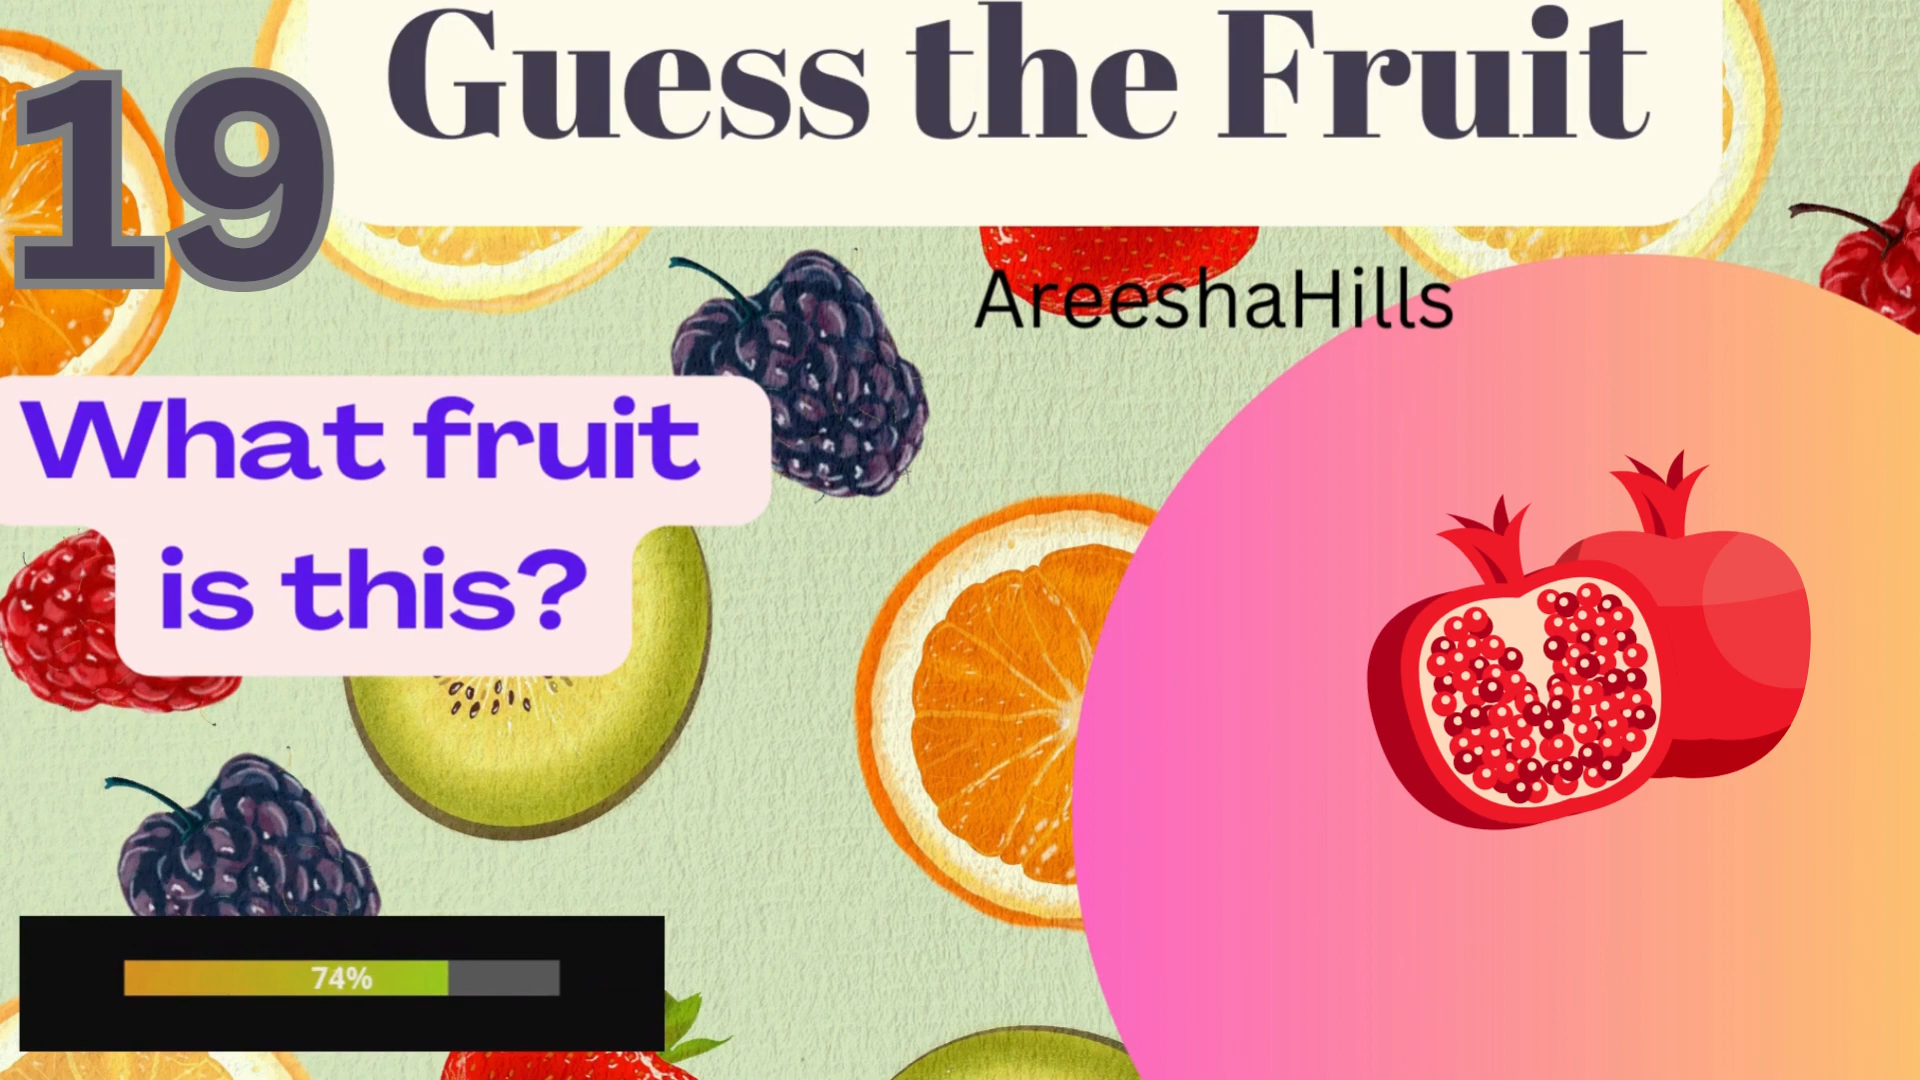 Guess the Fruit
19
AreeshaHills
What fruit
is this?
74%